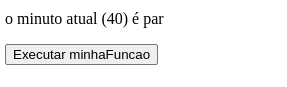 o minuto atual (40) é par
Executar minhaFuncao